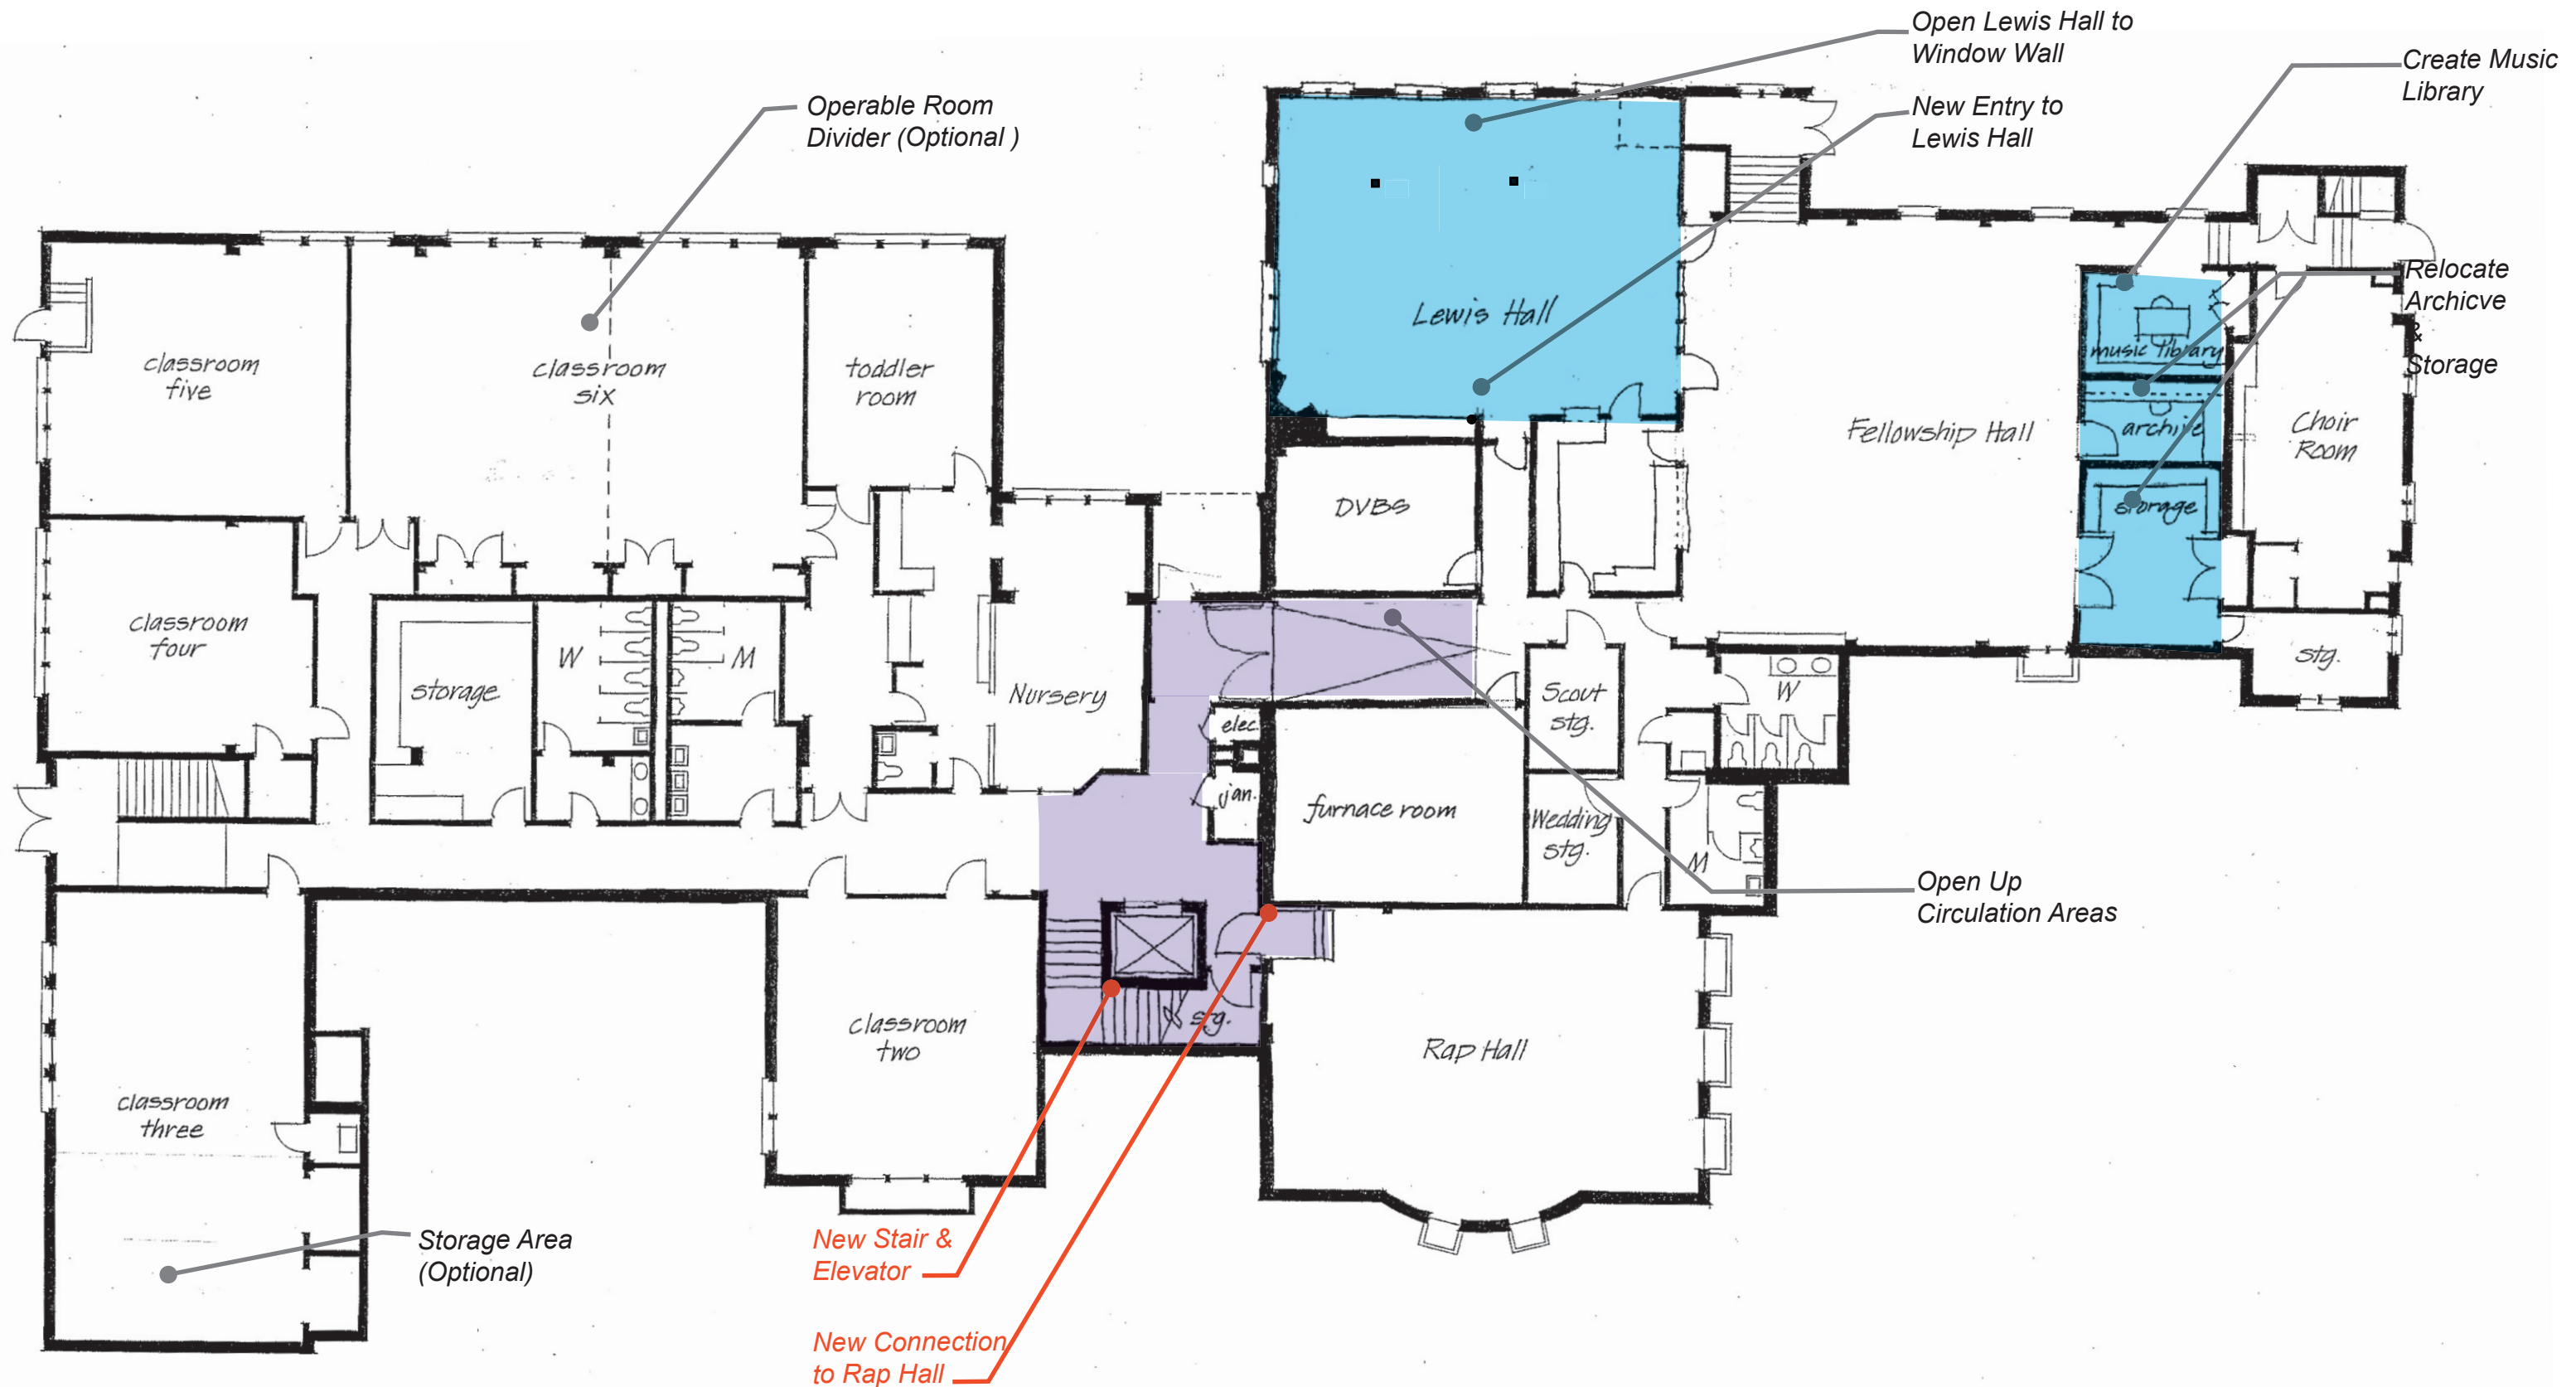 Open Lewis Hall to
Window Wall
Create Music
Library
Operable Room
Divider (Optional )
New Entry to
Lewis Hall
Relocate
Archicve
&
Storage
Lewis Hall
classroom
five
classroom
six
toddler
room
music library
archive
storage
Choir
Room
Fellowship Hall
DVBS
classroom
four
storage
W
M
Nursery
elec.
jan.
furnace room
Scout
stg.
Wedding
stg.
W
M
stg.
Open Up
Circulation Areas
stg.
classroom
two
Rap Hall
classroom
three
Storage Area
(Optional)
New Stair &
Elevator
New Connection
to Rap Hall